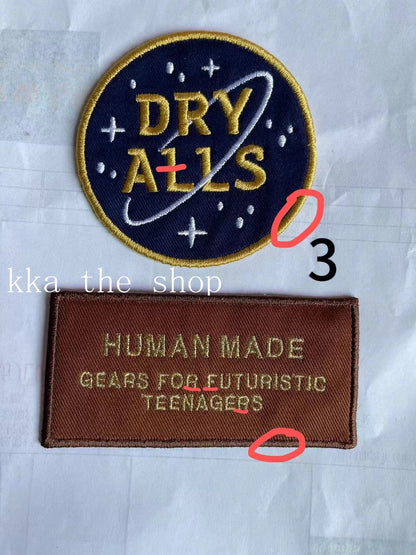 DRY
ALLS
3
kka the shop
HUMAN MADE
GEARS FOR FUTURISTIC
TEENAGERS